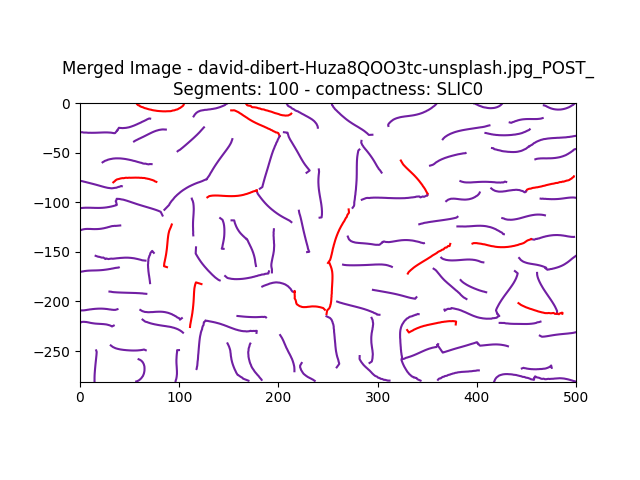 Merged Image - david-dibert-Huza8QOO3tc-unsplash.jpg_POST_
Segments: 100 - compactness: SLIC0
0
−50
−100
−150
−200
−250
0 100 200 300 400 500